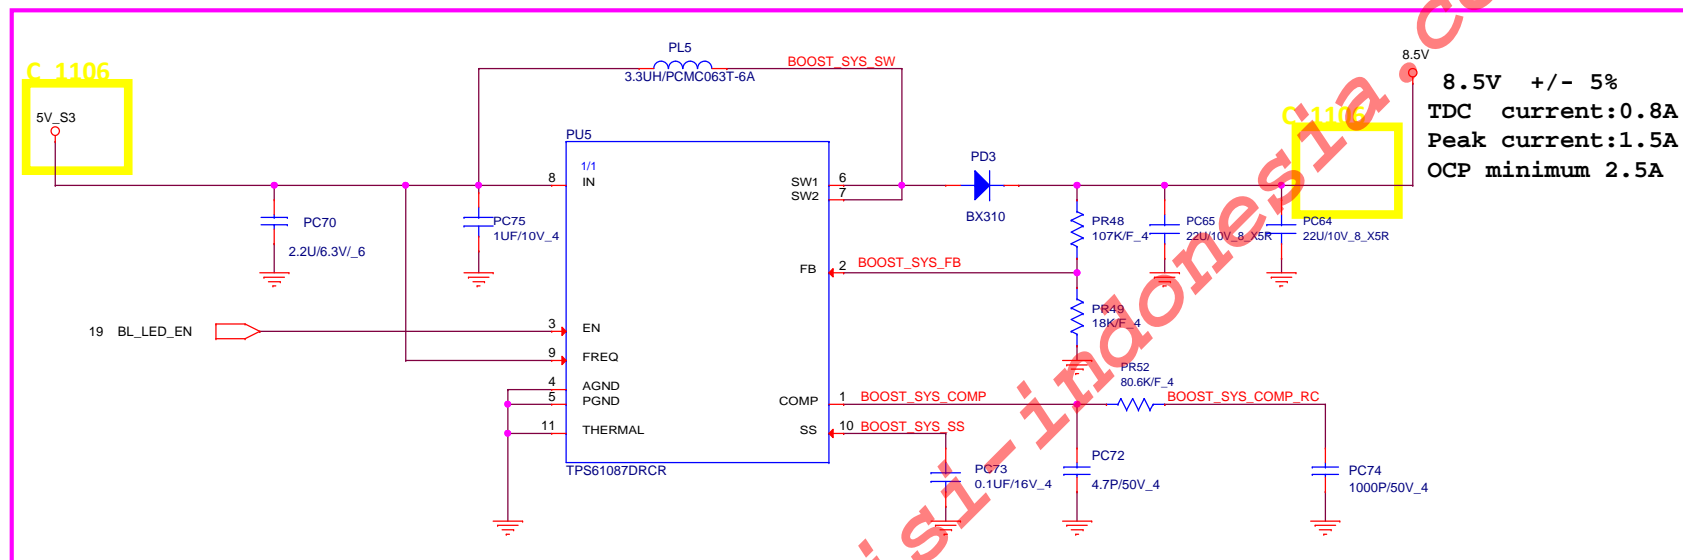 C 1106
5V_S3
PL5
3.3UH/PCMC063T-6A
BOOST_SYS_SW
8.5V
8.5V +/- 5%
TDC current:0.8A
Peak current:1.5A
OCP minimum 2.5A
C 1106
PU5
1/1
8 IN
SW1 6
SW2 7
PD3
BX310
PC70
2.2U/6.3V/_6
PC75
1UF/10V_4
PR48
107K/F_4
PC65
22U/10V_8_X5R
PC64
22U/10V_8_X5R
FB 2 BOOST_SYS_FB
PR49
18K/F_4
19 BL_LED_EN
3 EN
9 FREQ
4 AGND
5 PGND
11 THERMAL
PR52
80.6K/F_4
COMP 1 BOOST_SYS_COMP
BOOST_SYS_COMP_RC
SS 10 BOOST_SYS_SS
TPS61087DRCR
PC73
0.1UF/16V_4
PC72
4.7P/50V_4
PC74
1000P/50V_4
si-indonesia.c